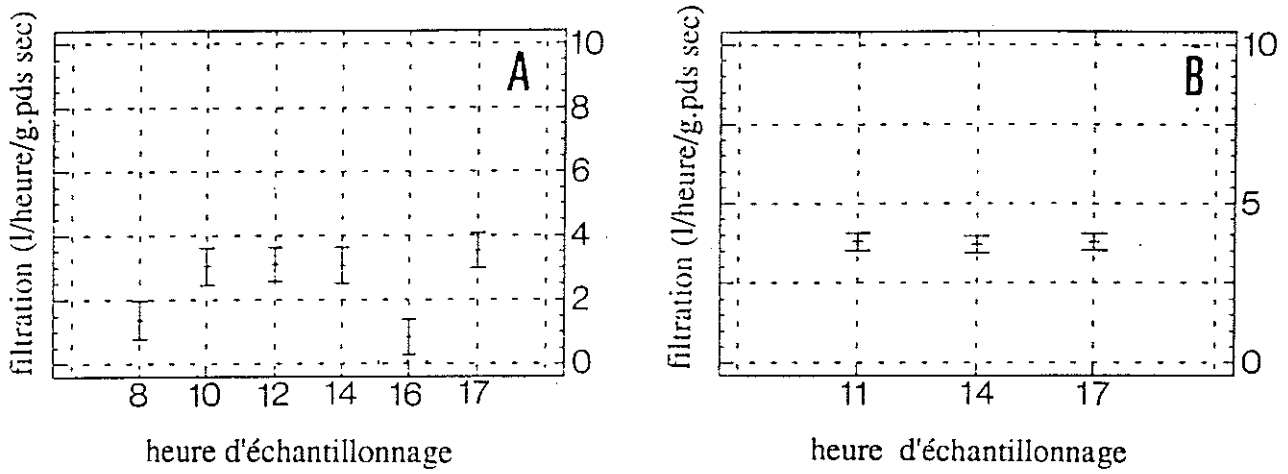 filtration (l/heure/g.pds sec)
A
10
8
6
4
2
0
8 10 12 14 16 17
heure d'échantillonnage
filtration (l/heure/g.pds sec)
B
10
5
0
11 14 17
heure d'échantillonnage